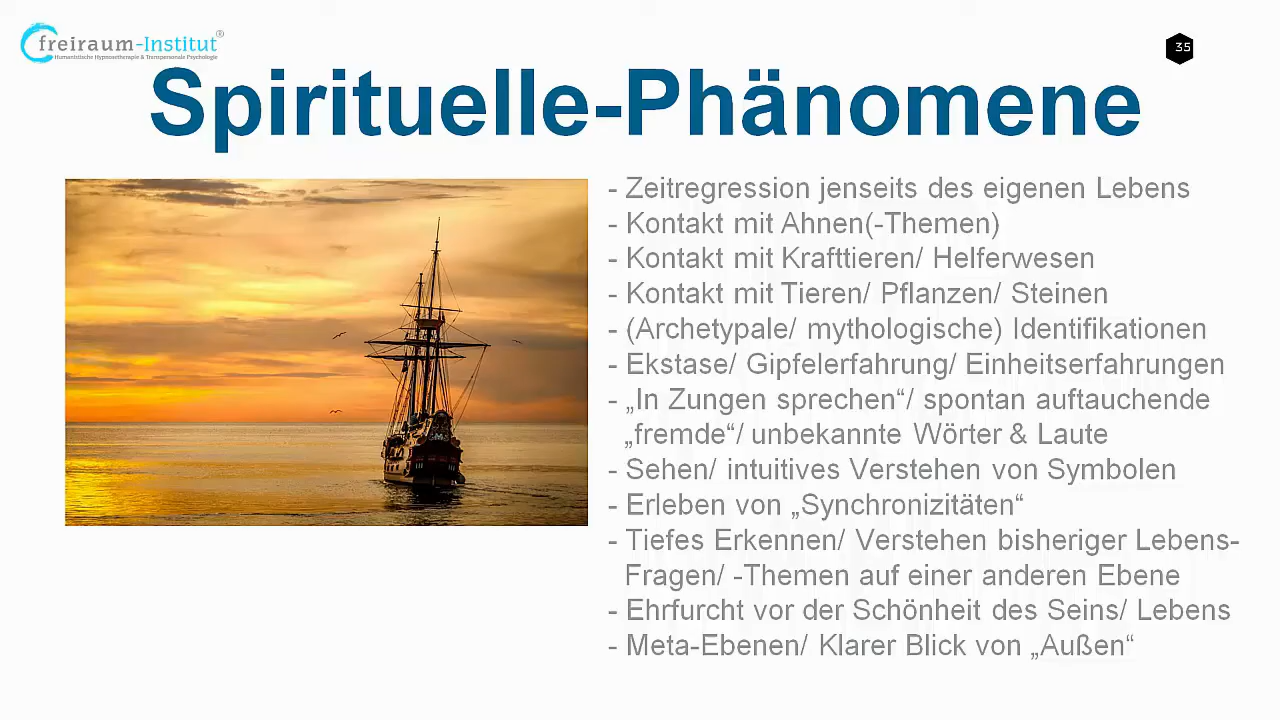 freiraum-Institut®
Humanistische Hypnosetherapie & Transpersonale Psychologie
35
Spirituelle-Phänomene
- Zeitregression jenseits des eigenen Lebens
- Kontakt mit Ahnen(-Themen)
- Kontakt mit Krafttieren/ Helferwesen
- Kontakt mit Tieren/ Pflanzen/ Steinen
- (Archetypale/ mythologische) Identifikationen
- Ekstase/ Gipfelerfahrung/ Einheitserfahrungen
- „In Zungen sprechen“/ spontan auftauchende
„fremde“/ unbekannte Wörter & Laute
- Sehen/ intuitives Verstehen von Symbolen
- Erleben von „Synchronizitäten“
- Tiefes Erkennen/ Verstehen bisheriger Lebens-
Fragen/ -Themen auf einer anderen Ebene
- Ehrfurcht vor der Schönheit des Seins/ Lebens
- Meta-Ebenen/ Klarer Blick von „Außen“